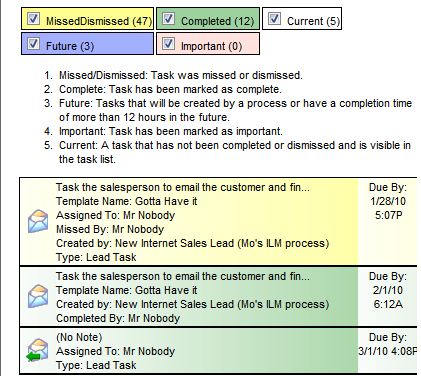 MissedDismissed (47) Completed (12) Current (5)
Future (3) Important (0)
1. Missed/Dismissed: Task was missed or dismissed.
2. Complete: Task has been marked as complete.
3. Future: Tasks that will be created by a process or have a completion time
of more than 12 hours in the future.
4. Important: Task has been marked as important.
5. Current: A task that has not been completed or dismissed and is visible in
the task list.
Task the salesperson to email the customer and fin... Due By:
Template Name: Gotta Have it 1/28/10
Assigned To: Mr Nobody 5:07P
Missed By: Mr Nobody
Created by: New Internet Sales Lead (Mo's ILM process)
Type: Lead Task
Task the salesperson to email the customer and fin... Due By:
Template Name: Gotta Have it 2/1/10
Created by: New Internet Sales Lead (Mo's ILM process) 6:12A
Completed By: Mr Nobody
(No Note) Due By:
Assigned To: Mr Nobody 3/1/10 4:08P
Type: Lead Task